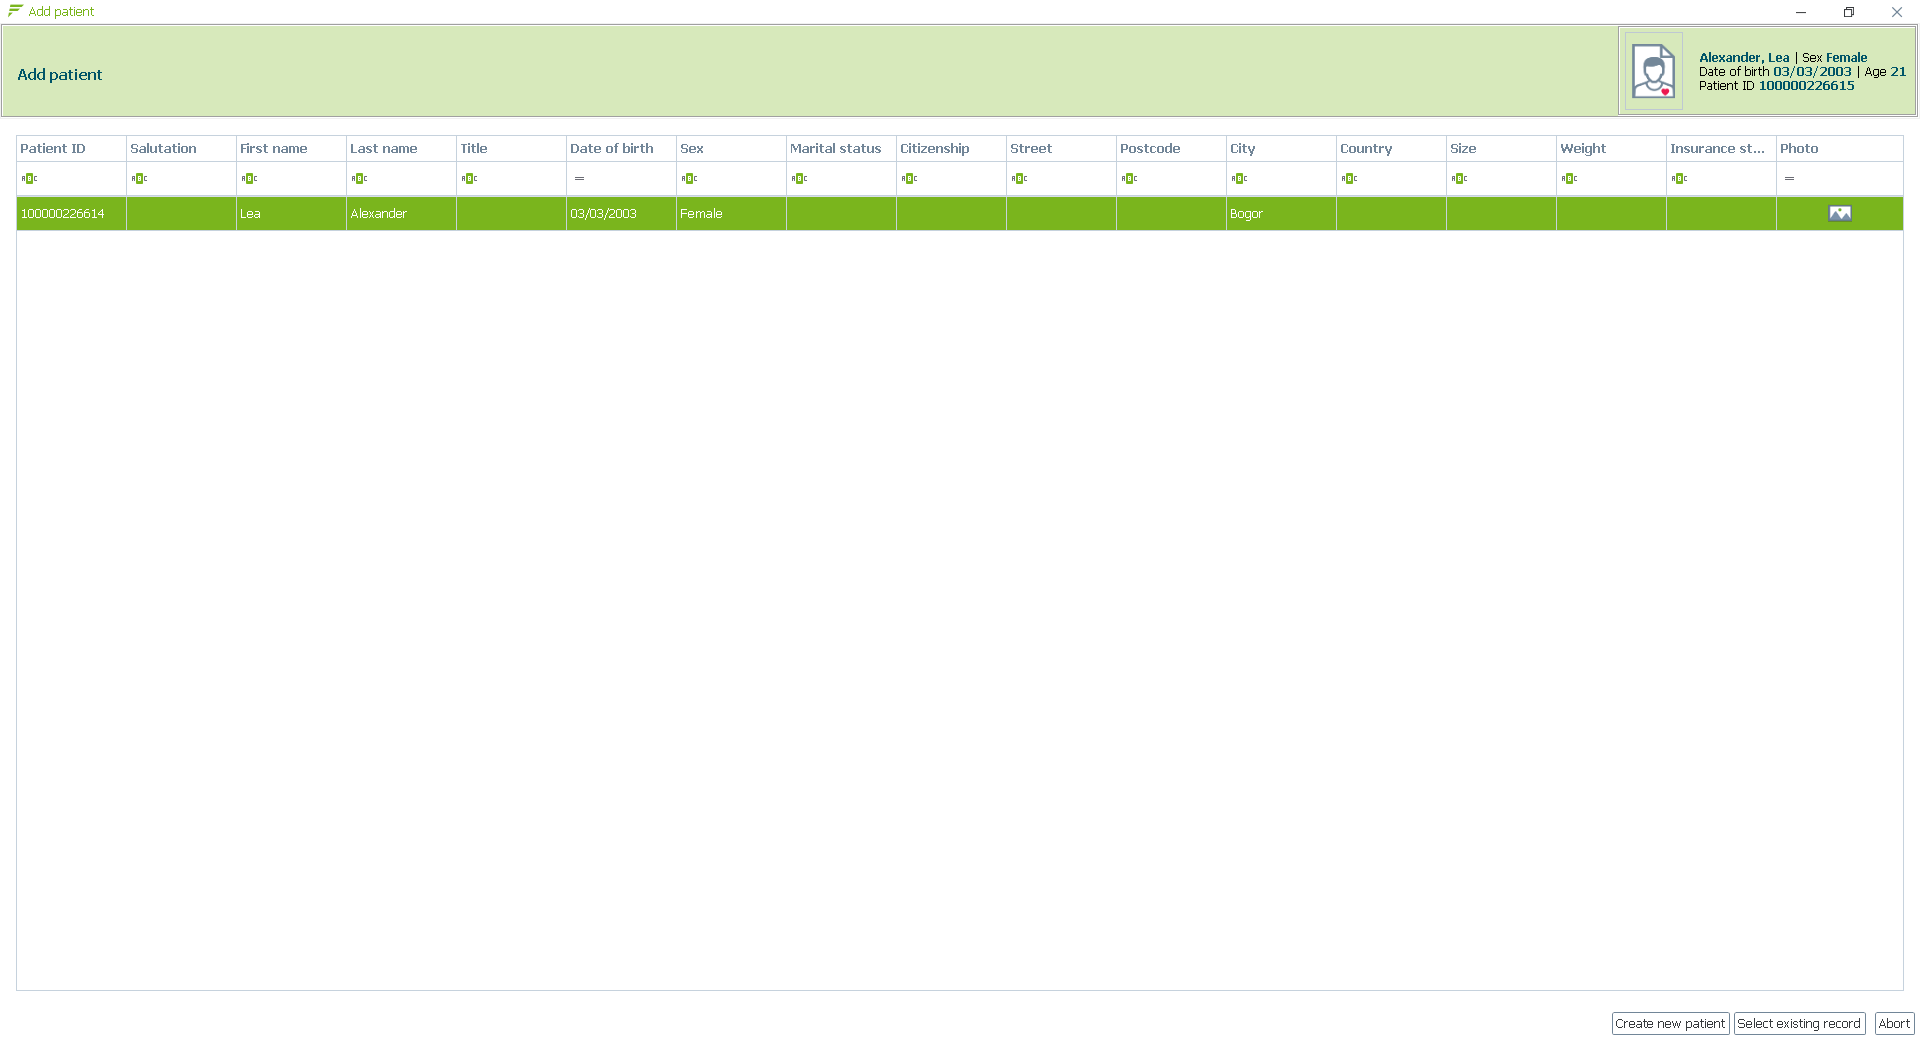 Add patient
Add patient
Alexander, Lea | Sex Female
Date of birth 03/03/2003 | Age 21
Patient ID 100000226615
Patient ID Salutation First name Last name Title Date of birth Sex Marital status Citizenship Street Postcode City Country Size Weight Insurance st... Photo
ABC ABC ABC ABC ABC = ABC ABC ABC ABC ABC ABC ABC ABC ABC ABC =
100000226614 Lea Alexander 03/03/2003 Female Bogor
Create new patient Select existing record Abort